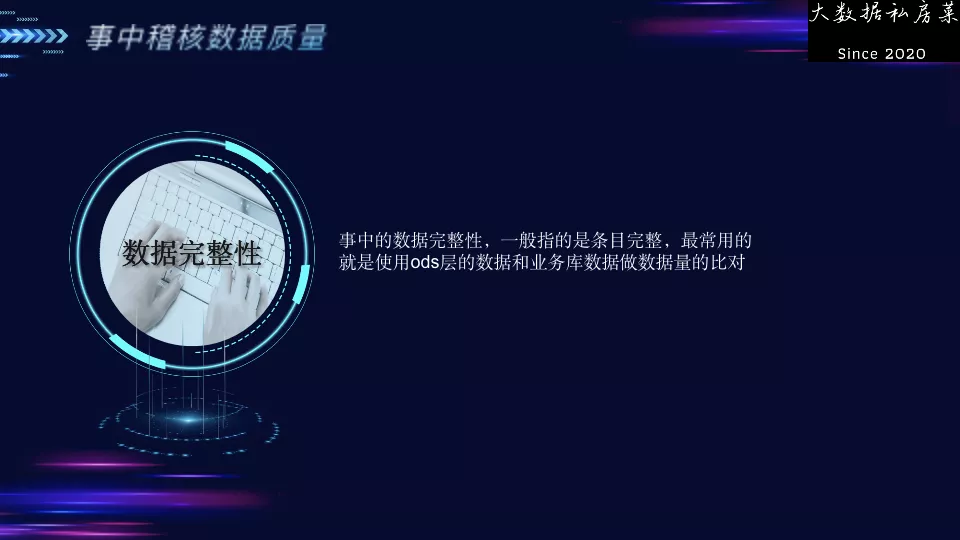 事中稽核数据质量
大数据私房菜
Since 2020
数据完整性
事中的数据完整性，一般指的是条目完整，最常用的
就是使用ods层的数据和业务库数据做数据量的比对